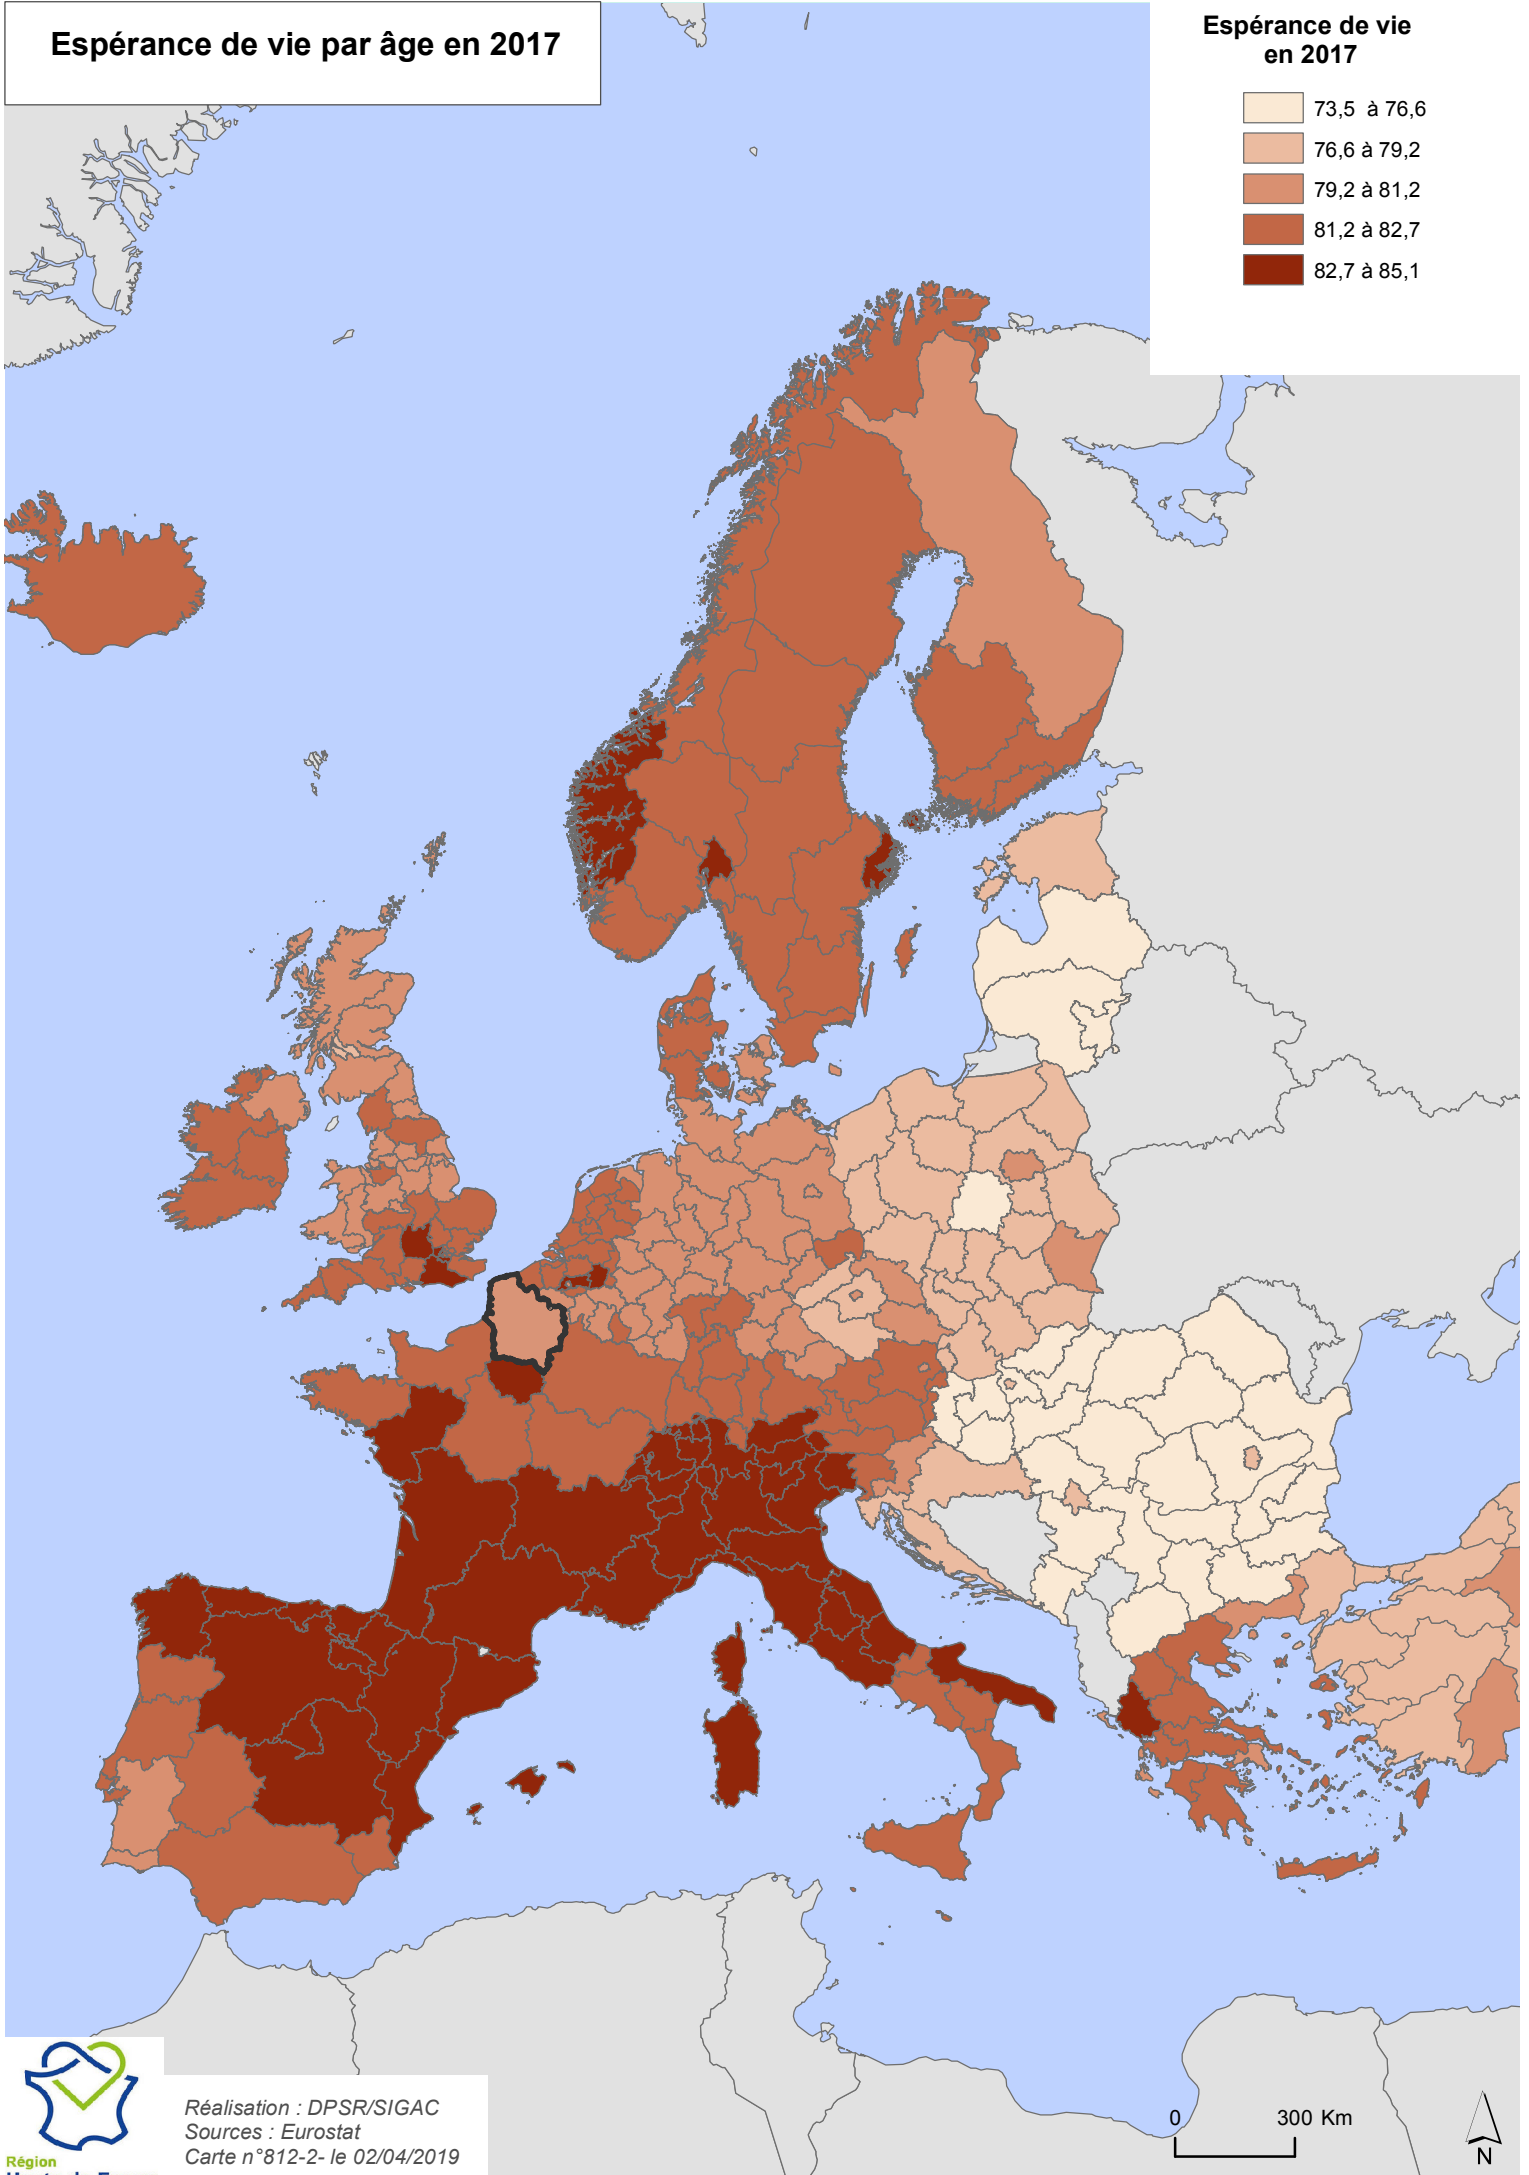 Espérance de vie par âge en 2017
Espérance de vie
en 2017
73,5 à 76,6
76,6 à 79,2
79,2 à 81,2
81,2 à 82,7
82,7 à 85,1
Réalisation : DPSR/SIGAC
Sources : Eurostat
Carte n°812-2- le 02/04/2019
Région
0 300 Km
N